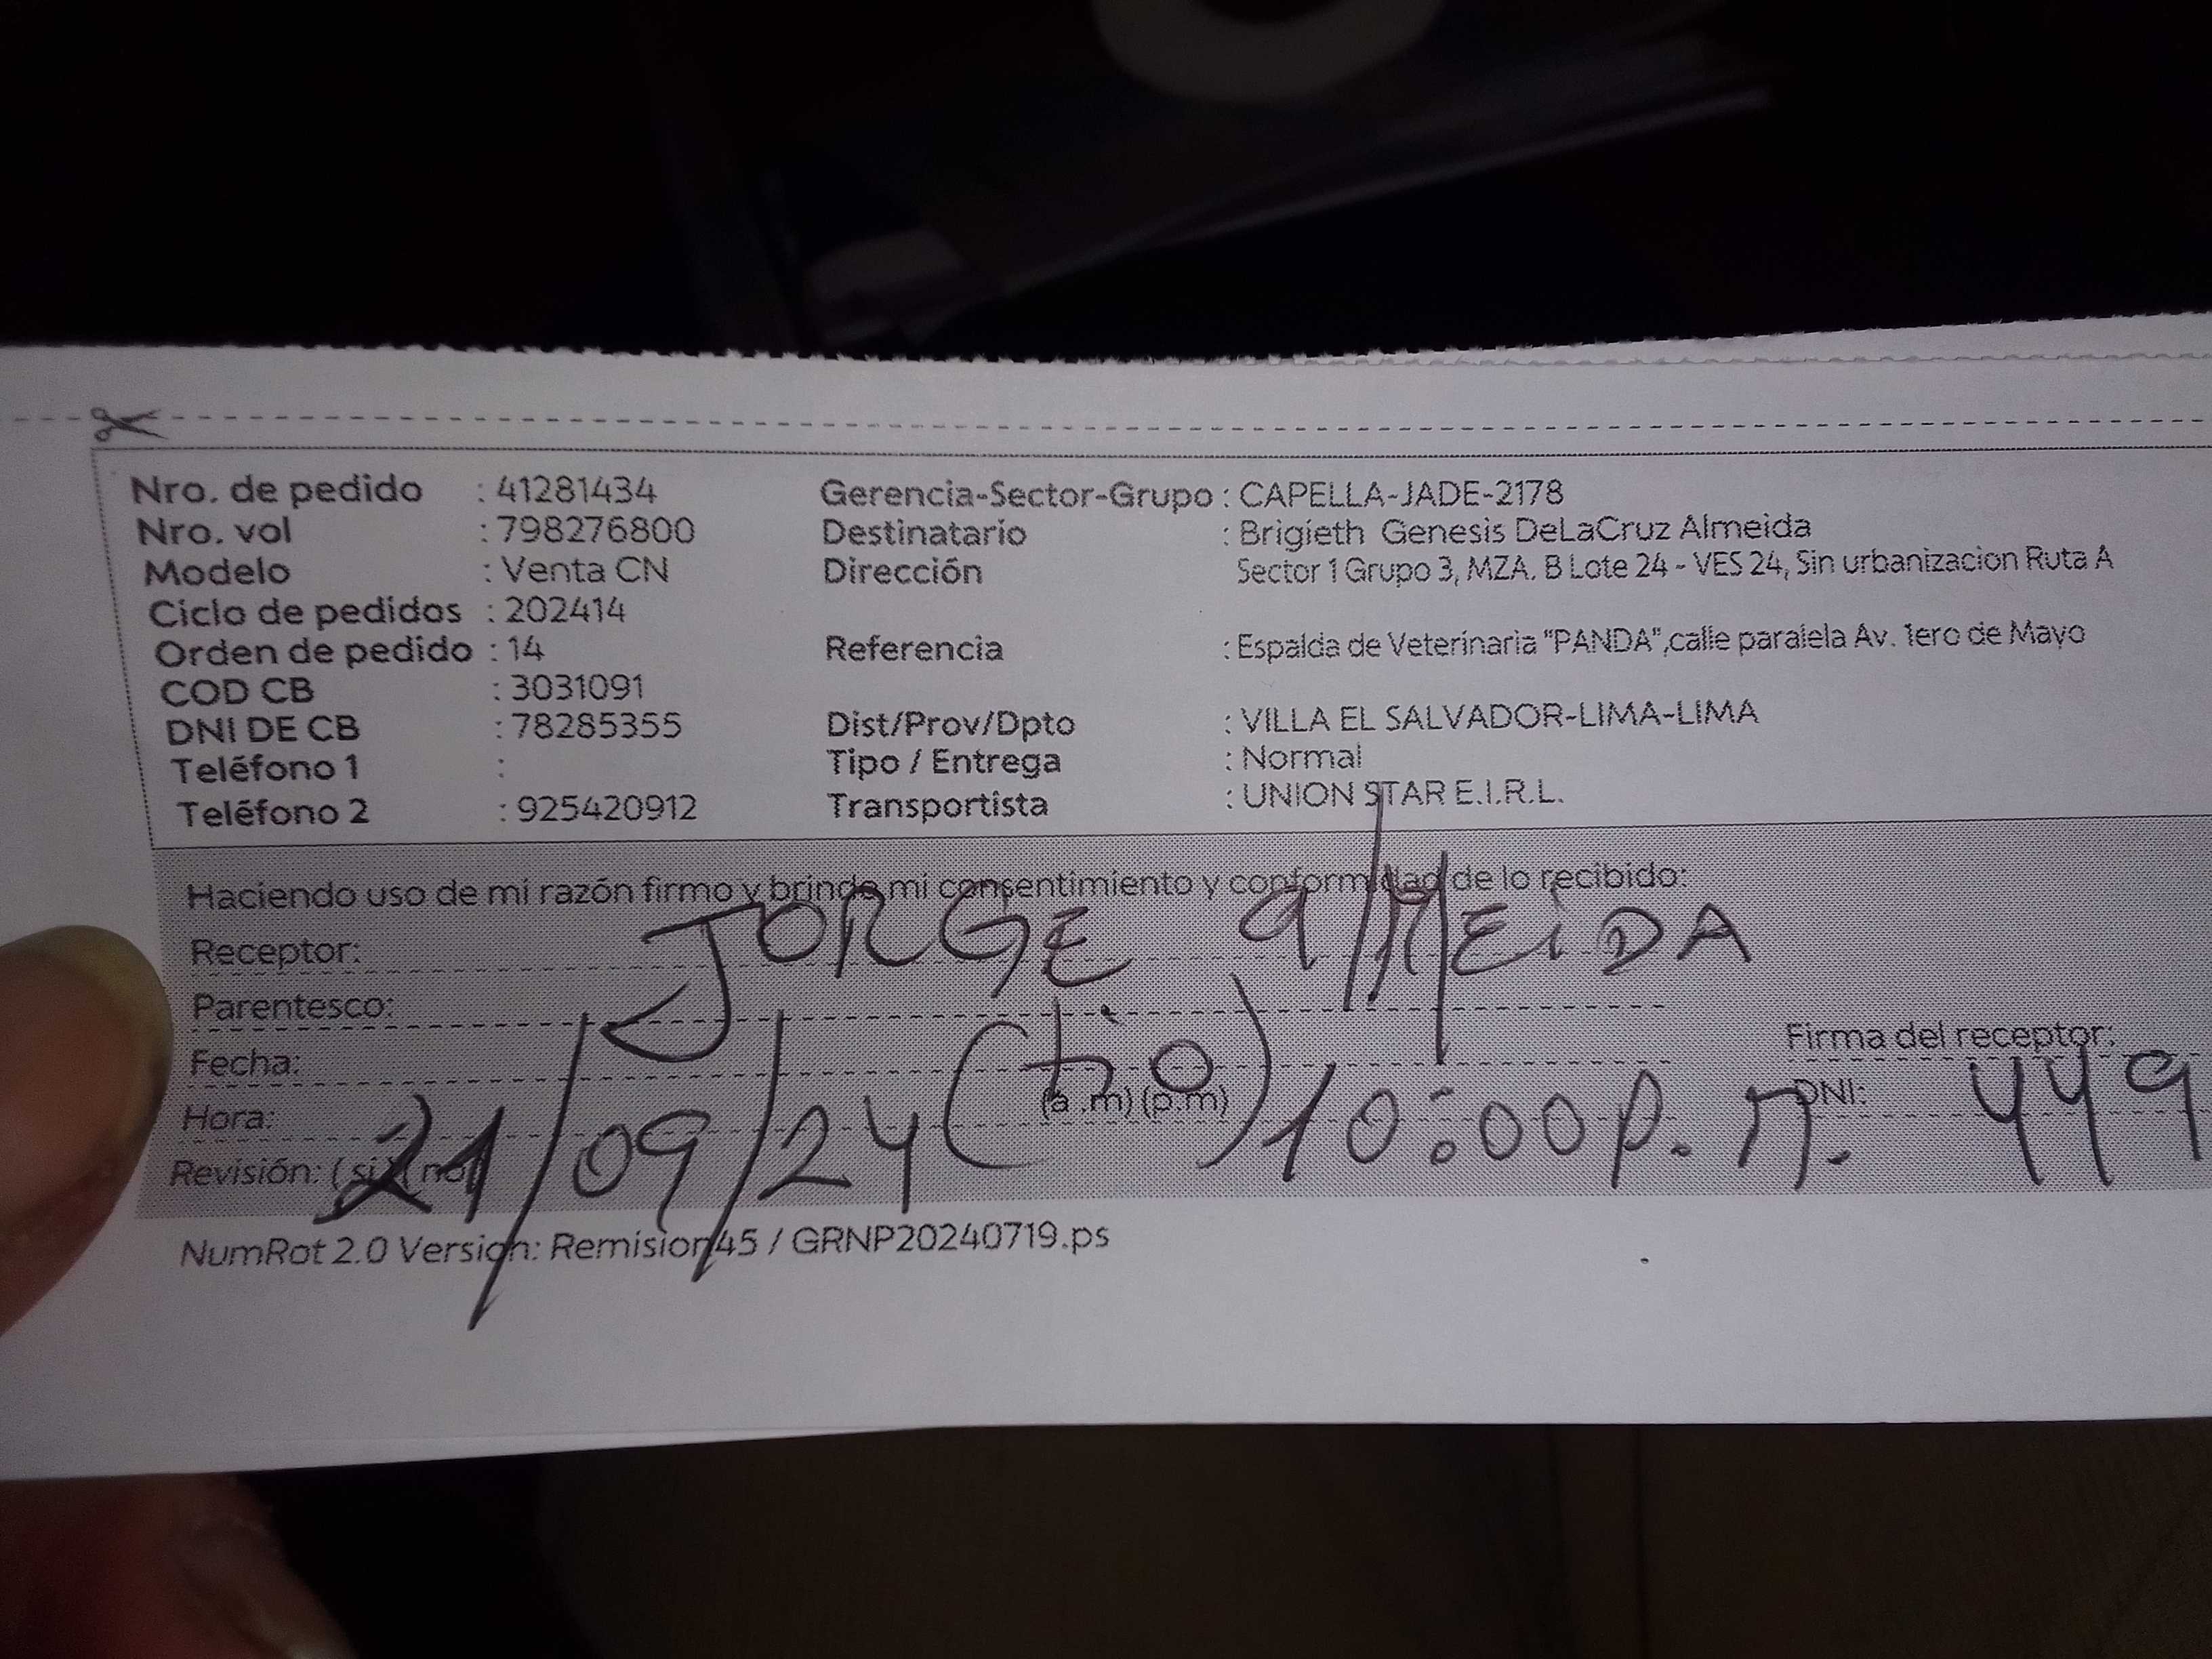 Nro. de pedido : 41281434 Gerencia-Sector-Grupo : CAPELLA-JADE-2178
Nro. vol : 798276800 Destinatario : Brigieth Genesis DeLaCruz Almeida
Modelo : Venta CN Dirección Sector 1 Grupo 3, MZA. B Lote 24 - VES 24, Sin urbanizacion Ruta A
Ciclo de pedidos : 202414
Orden de pedido : 14 Referencia : Espalda de Veterinaria "PANDA",calle paralela Av. 1ero de Mayo
COD CB : 3031091
DNI DE CB : 78285355 Dist/Prov/Dpto : VILLA EL SALVADOR-LIMA-LIMA
Teléfono 1 : Tipo / Entrega : Normal
Teléfono 2 : 925420912 Transportista : UNION STAR E.I.R.L.
Haciendo uso de mi razón firmo y brindo mi consentimiento y conformidad de lo recibido:
Receptor: JORGE AlMEiDA
Parentesco:
Fecha: (tio) Firma del receptor:
Hora: (a .m) (p.m) DNI: 449
Revisión: ( si ) ( no ) 21/09/24 10:00 p.m.
NumRot 2.0 Version: Remision45 / GRNP20240719.ps